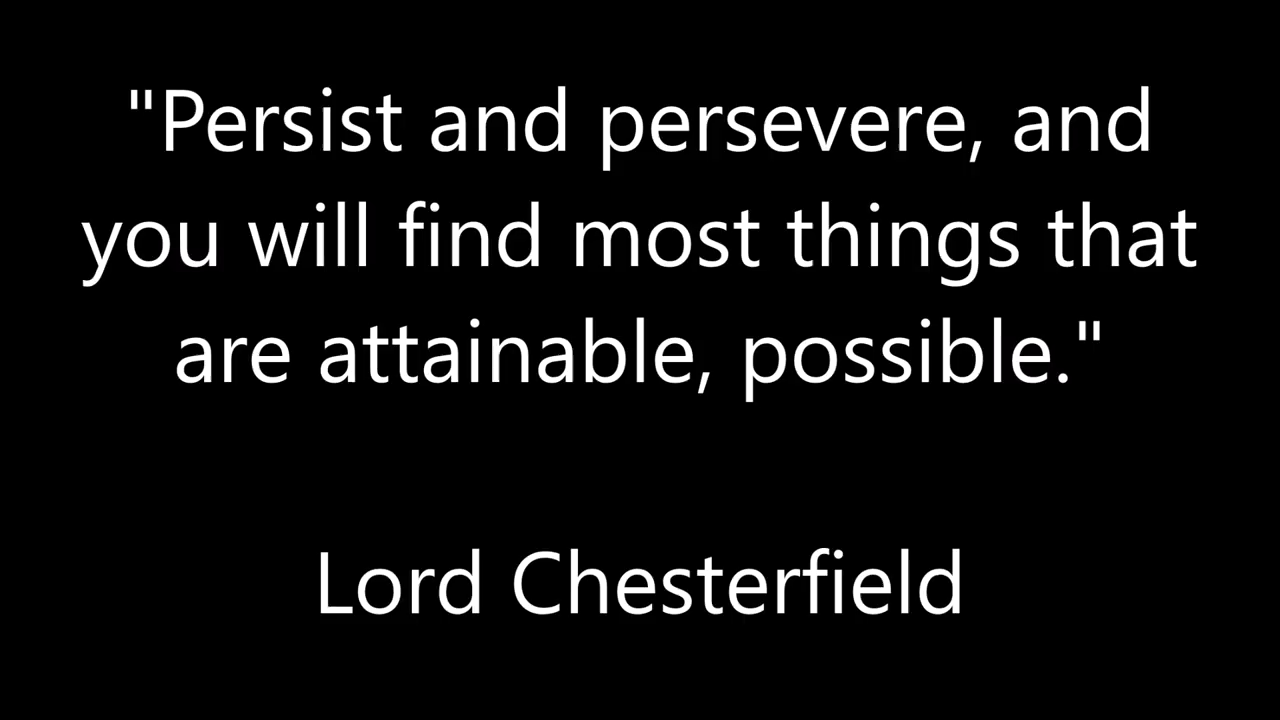 "Persist and persevere, and
you will find most things that
are attainable, possible."
Lord Chesterfield